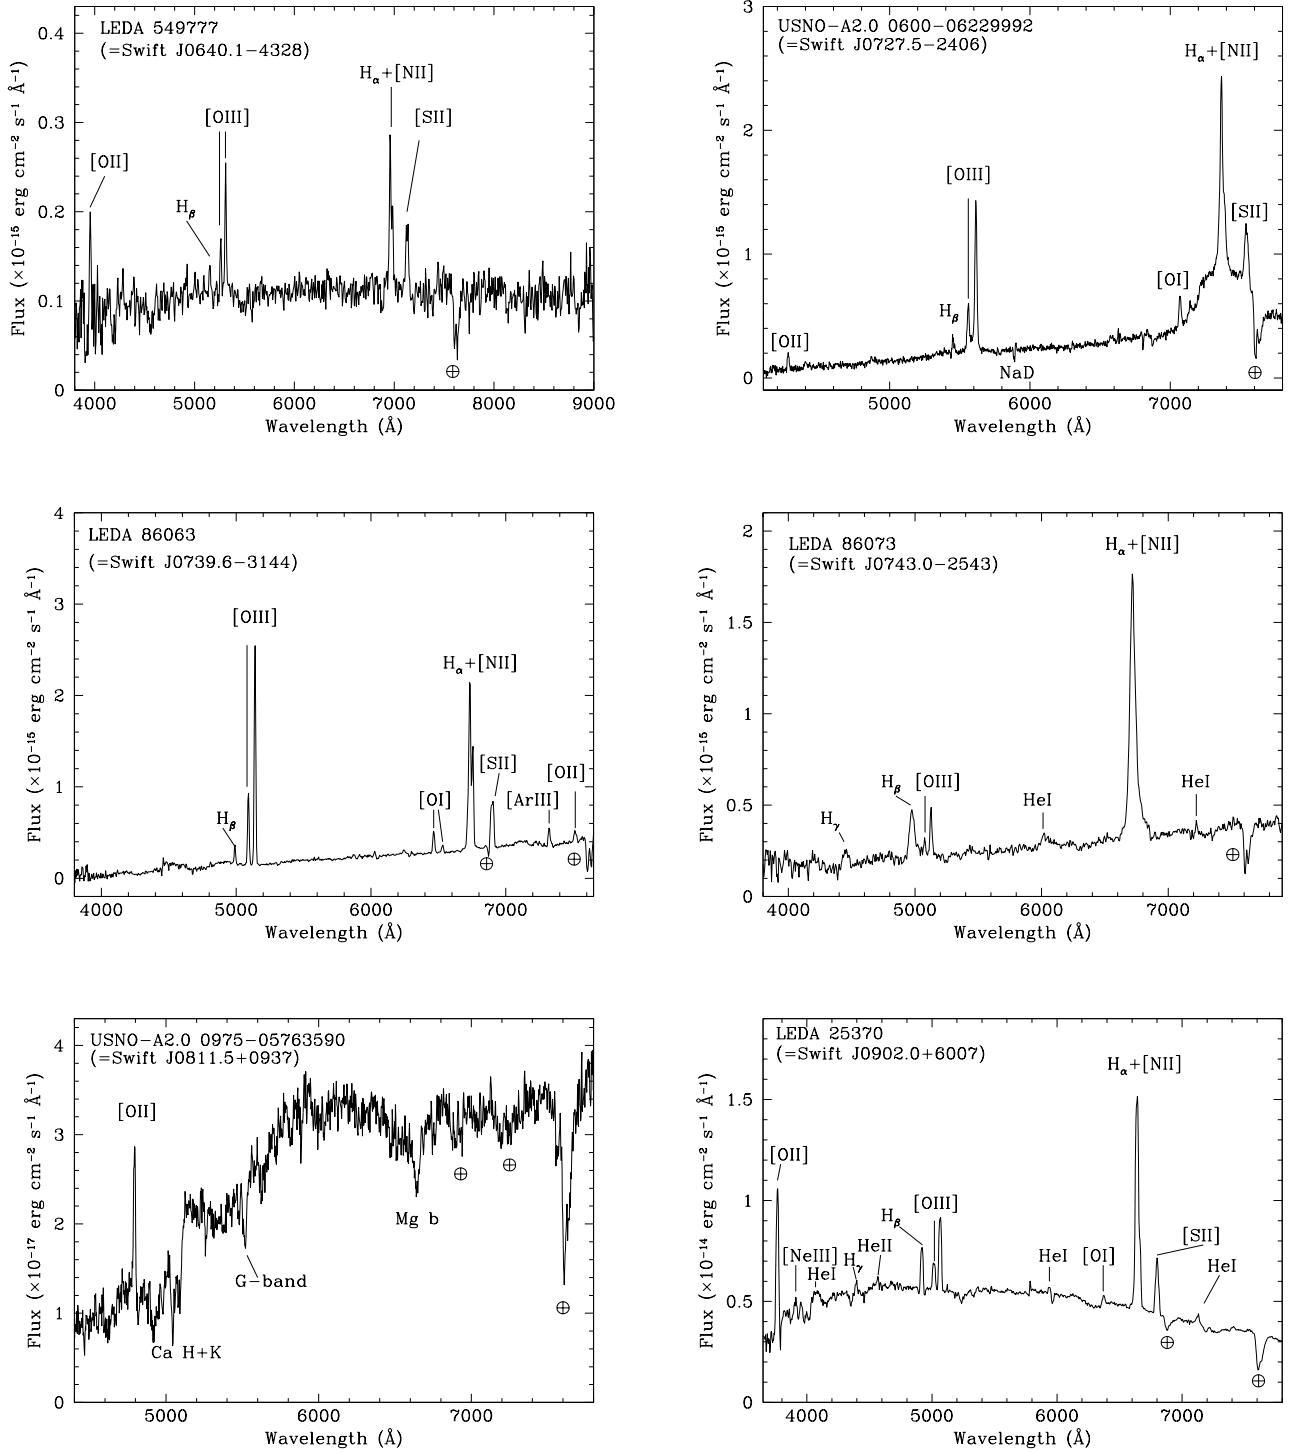 LEDA 549777
(=Swift J0640.1−4328)
Flux (×10⁻¹⁵ erg cm⁻² s⁻¹ Å⁻¹)
0.4
0.3
0.2
0.1
0
[OII]
Hβ
[OIII]
Hα+[NII]
[SII]
⊕
4000 5000 6000 7000 8000 9000
Wavelength (Å)
USNO−A2.0 0600−06229992
(=Swift J0727.5−2406)
Flux (×10⁻¹⁵ erg cm⁻² s⁻¹ Å⁻¹)
3
2
1
0
[OII]
Hβ
[OIII]
NaD
[OI]
Hα+[NII]
[SII]
⊕
5000 6000 7000
Wavelength (Å)
LEDA 86063
(=Swift J0739.6−3144)
Flux (×10⁻¹⁵ erg cm⁻² s⁻¹ Å⁻¹)
4
3
2
1
0
Hβ
[OIII]
[OI]
Hα+[NII]
[SII]
[ArIII]
[OII]
⊕ ⊕
4000 5000 6000 7000
Wavelength (Å)
LEDA 86073
(=Swift J0743.0−2543)
Flux (×10⁻¹⁵ erg cm⁻² s⁻¹ Å⁻¹)
2
1.5
1
0.5
0
Hγ
Hβ
[OIII]
HeI
Hα+[NII]
HeI
⊕
4000 5000 6000 7000
Wavelength (Å)
USNO−A2.0 0975−05763590
(=Swift J0811.5+0937)
Flux (×10⁻¹⁷ erg cm⁻² s⁻¹ Å⁻¹)
4
3
2
1
0
[OII]
Ca H+K
G−band
Mg b
⊕ ⊕ ⊕
5000 6000 7000
Wavelength (Å)
LEDA 25370
(=Swift J0902.0+6007)
Flux (×10⁻¹⁴ erg cm⁻² s⁻¹ Å⁻¹)
1.5
1
0.5
0
[OII]
[NeIII]
HeI
Hγ
HeII
Hβ
[OIII]
HeI
[OI]
Hα+[NII]
[SII]
HeI
⊕ ⊕
4000 5000 6000 7000
Wavelength (Å)